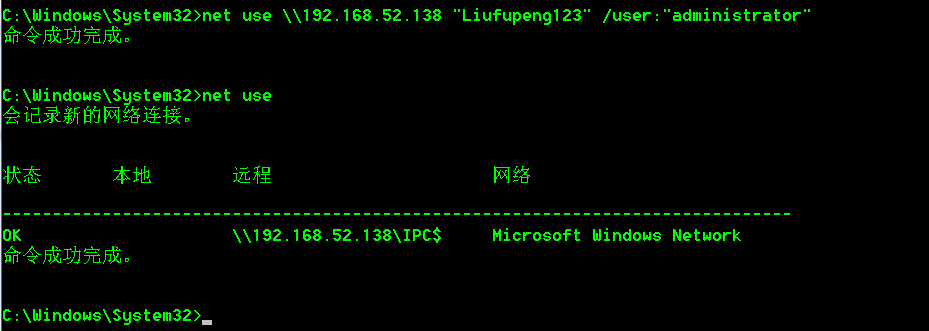 C:\Windows\System32>net use \\192.168.52.138 "Liufupeng123" /user:"administrator"
命令成功完成。
C:\Windows\System32>net use
会记录新的网络连接。
状态 本地 远程 网络
-------------------------------------------------------------------------------
OK \\192.168.52.138\IPC$ Microsoft Windows Network
命令成功完成。
C:\Windows\System32>_